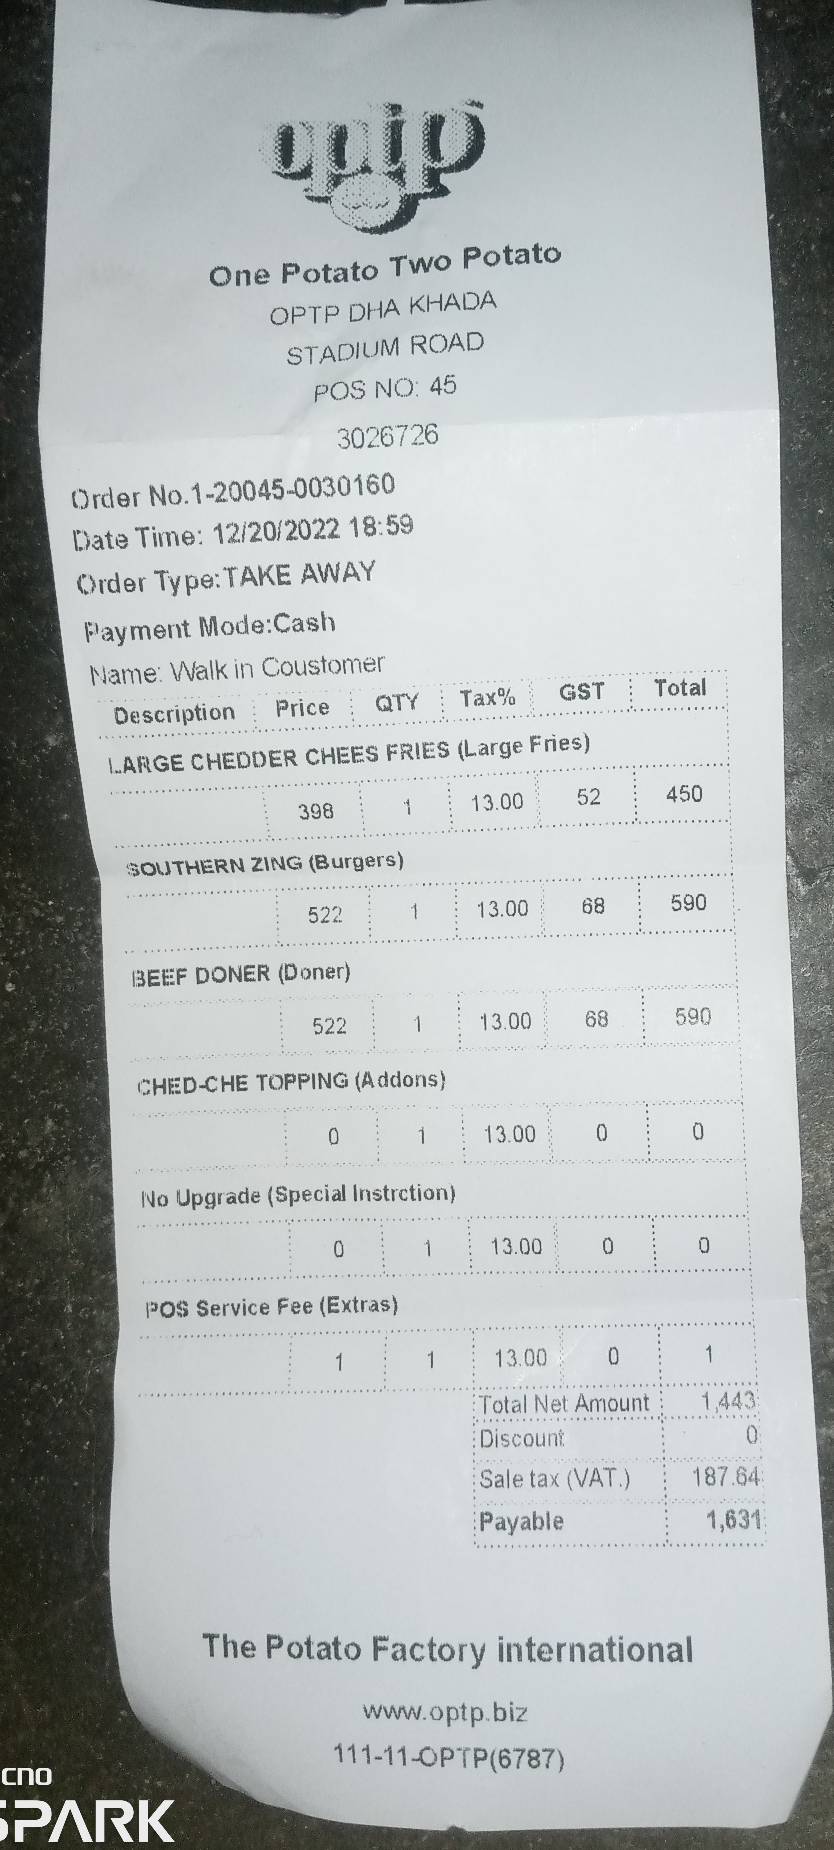 optp
One Potato Two Potato
OPTP DHA KHADA
STADIUM ROAD
POS NO: 45
3026726
Order No.1-20045-0030160
Date Time: 12/20/2022 18:59
Order Type:TAKE AWAY
Payment Mode:Cash
Name: Walk in Coustomer
Description Price QTY Tax% GST Total
LARGE CHEDDER CHEES FRIES (Large Fries)
398 1 13.00 52 450
SOUTHERN ZING (Burgers)
522 1 13.00 68 590
BEEF DONER (Doner)
522 1 13.00 68 590
CHED-CHE TOPPING (Addons)
0 1 13.00 0 0
No Upgrade (Special Instrction)
0 1 13.00 0 0
POS Service Fee (Extras)
1 1 13.00 0 1
Total Net Amount 1,443
Discount 0
Sale tax (VAT.) 187.64
Payable 1,631
The Potato Factory international
www.optp.biz
111-11-OPTP(6787)
CNO
SPARK